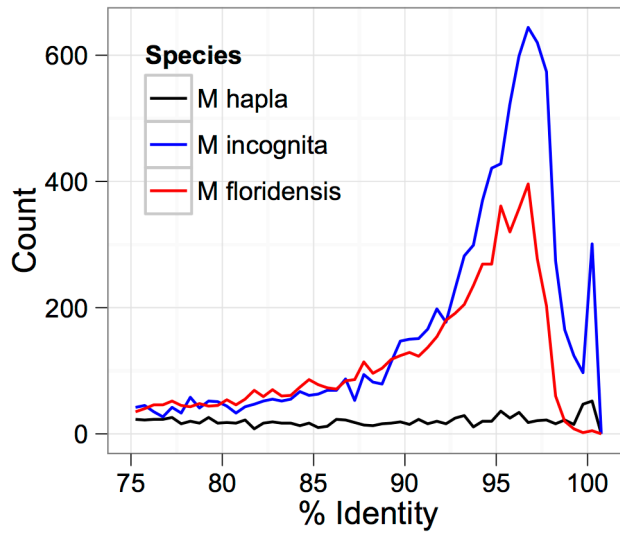 600
400
200
0
Count
Species
M hapla
M incognita
M floridensis
75
80
85
90
95
100
% Identity